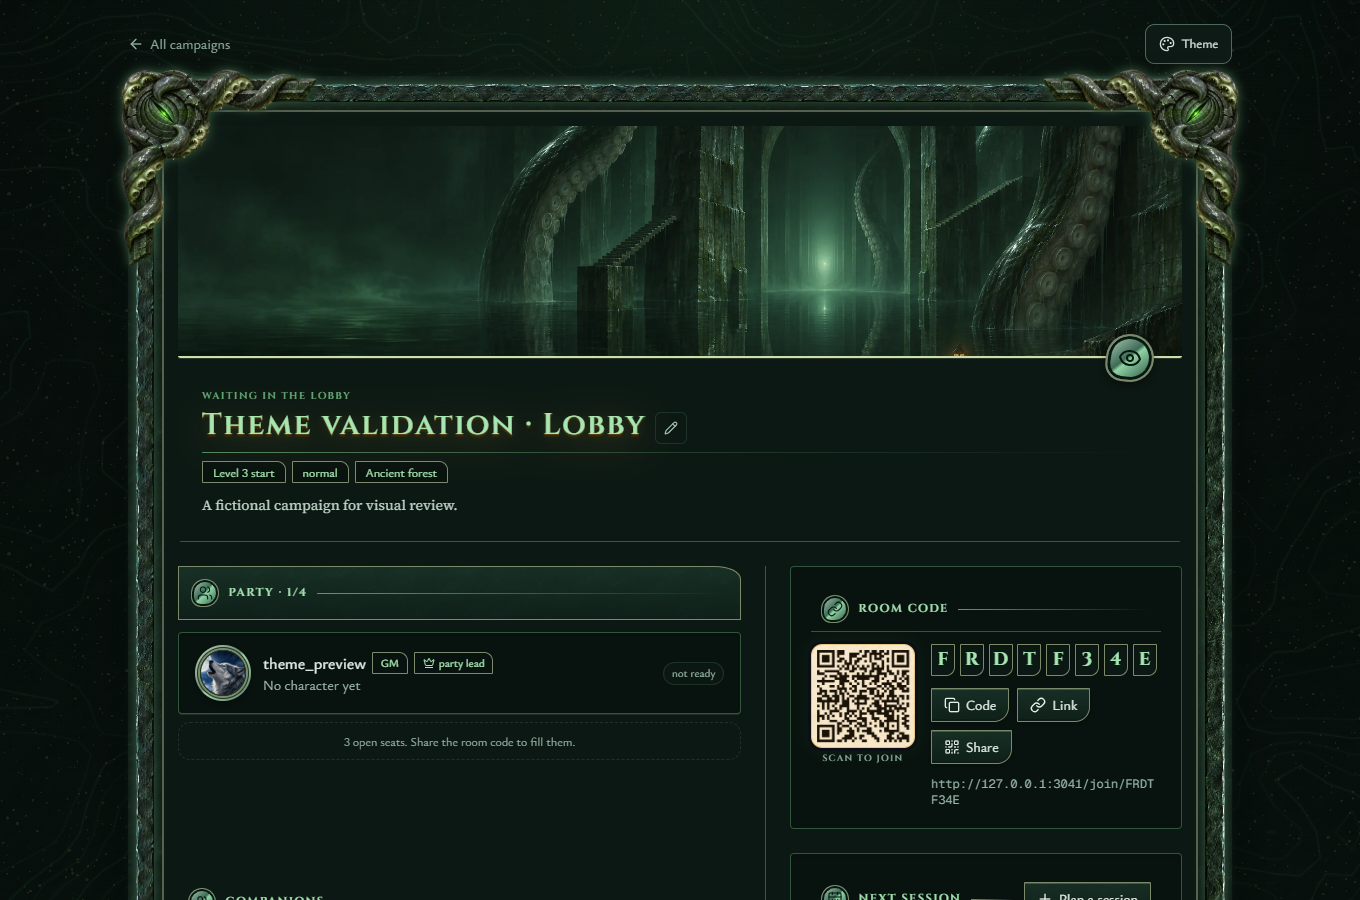 All campaigns
Theme
WAITING IN THE LOBBY
THEME VALIDATION · LOBBY
Level 3 start
normal
Ancient forest
A fictional campaign for visual review.
PARTY · 1/4
theme_preview
GM
party lead
No character yet
not ready
3 open seats. Share the room code to fill them.
ROOM CODE
F R D T F 3 4 E
Code
Link
Share
SCAN TO JOIN
http://127.0.0.1:3041/join/FRDT
F34E
COMPANIONS
NEXT SESSION
Plan a session